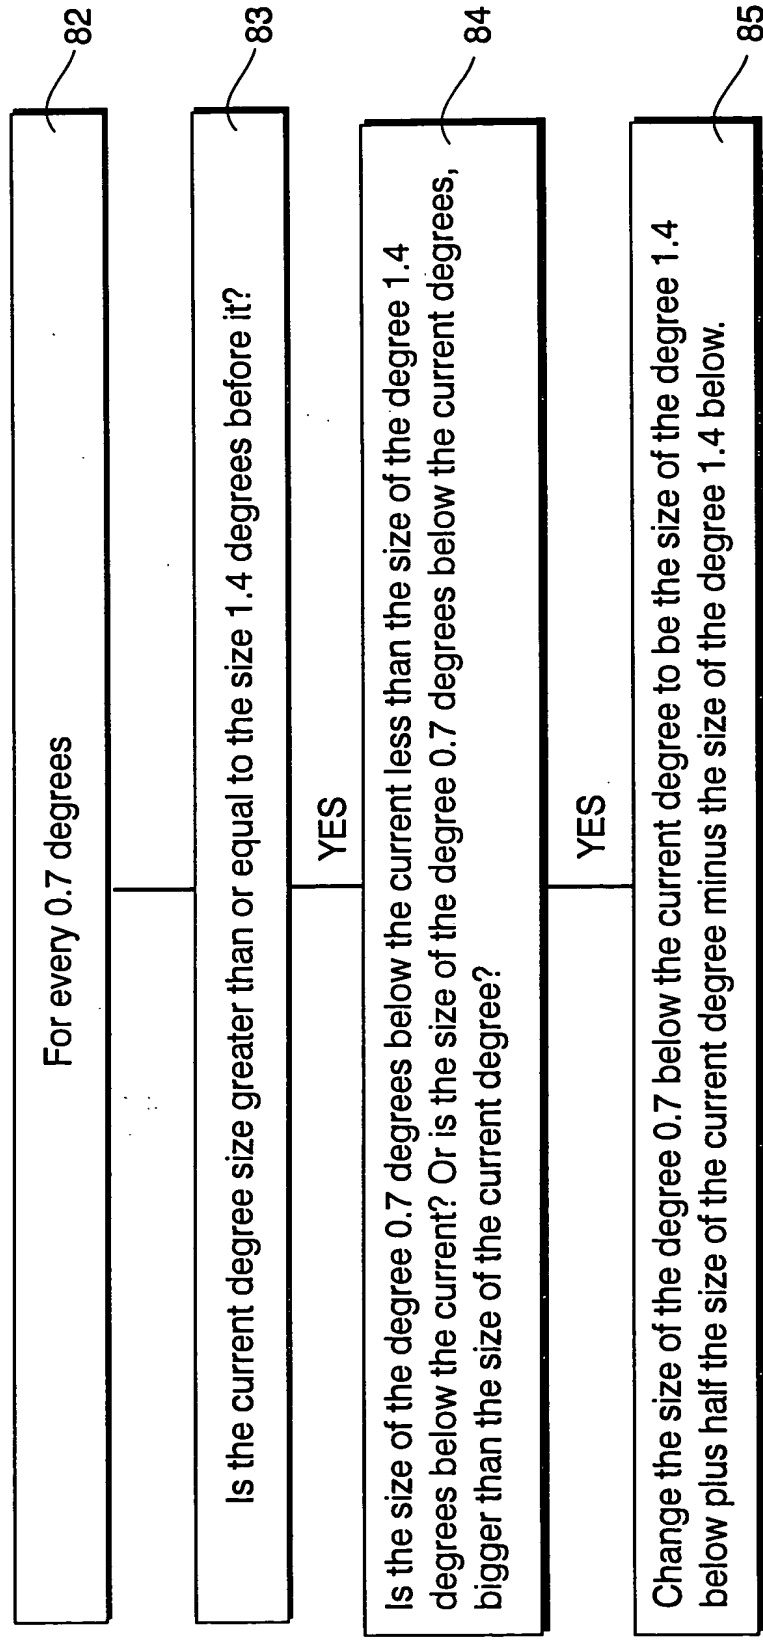 For every 0.7 degrees
82
Is the current degree size greater than or equal to the size 1.4 degrees before it?
83
YES
Is the size of the degree 0.7 degrees below the current less than the size of the degree 1.4
degrees below the current? Or is the size of the degree 0.7 degrees below the current degrees,
bigger than the size of the current degree?
84
YES
Change the size of the degree 0.7 below the current degree to be the size of the degree 1.4
below plus half the size of the current degree minus the size of the degree 1.4 below.
85